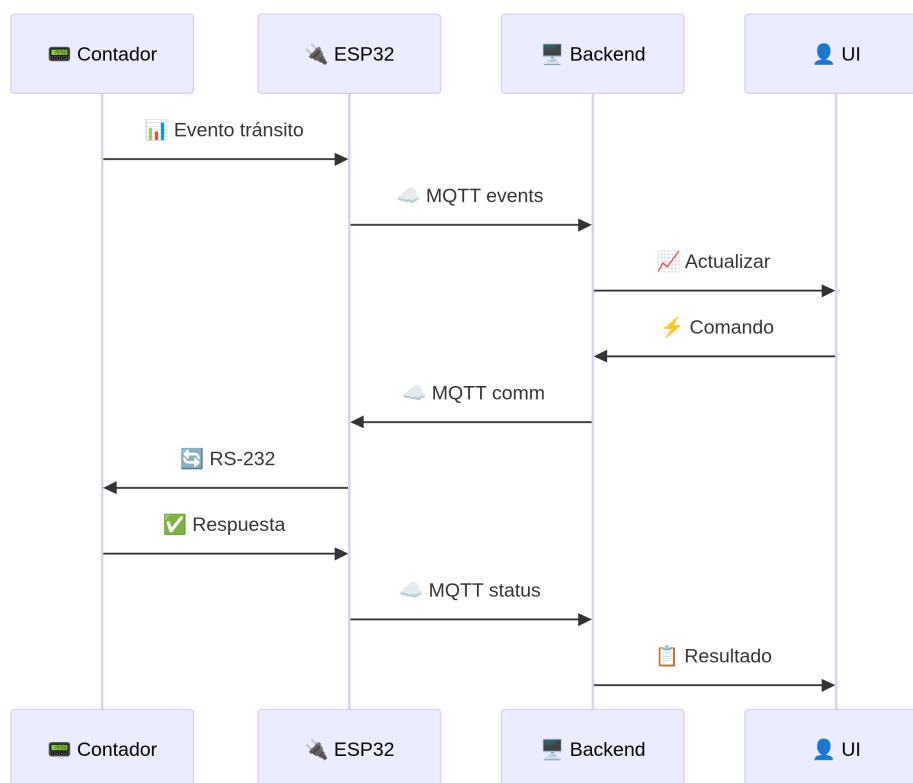 📟 Contador
🔌 ESP32
🖥️ Backend
👤 UI
📊 Evento tránsito
☁️ MQTT events
📈 Actualizar
⚡ Comando
☁️ MQTT comm
🔄 RS-232
✅ Respuesta
☁️ MQTT status
📋 Resultado
📟 Contador
🔌 ESP32
🖥️ Backend
👤 UI